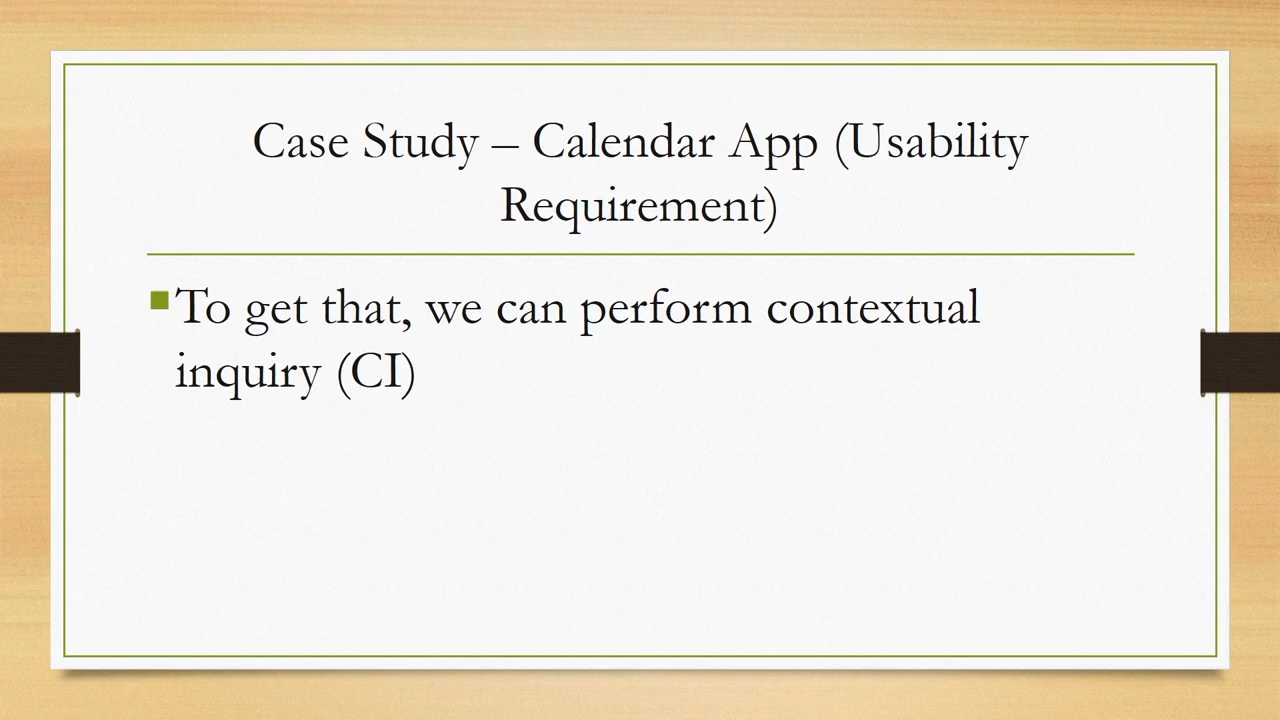 Case Study – Calendar App (Usability
Requirement)
To get that, we can perform contextual
inquiry (CI)